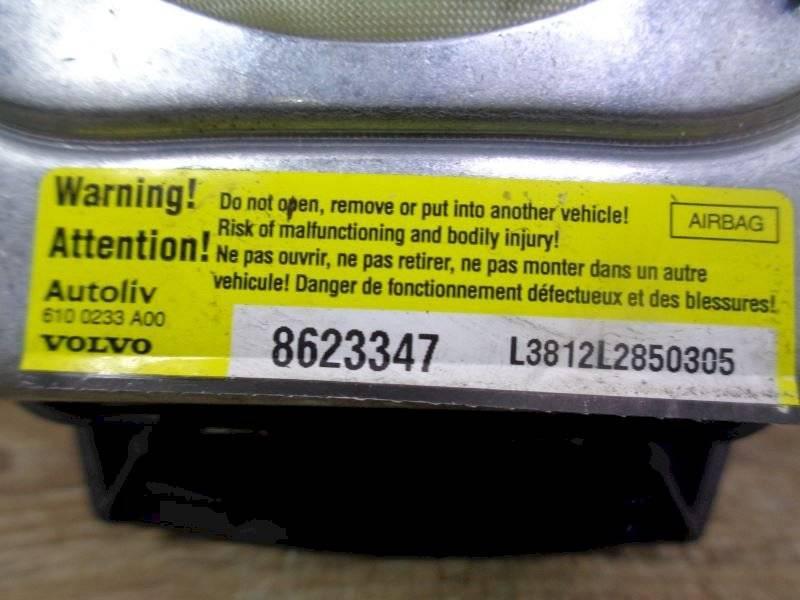 Warning!
Do not open, remove or put into another vehicle!
AIRBAG
Risk of malfunctioning and bodily injury!
Attention!
Ne pas ouvrir, ne pas retirer, ne pas monter dans un autre
vehicule! Danger de fonctionnement défectueux et des blessures!
Autoliv
610 0233 A00
VOLVO
8623347
L3812L2850305